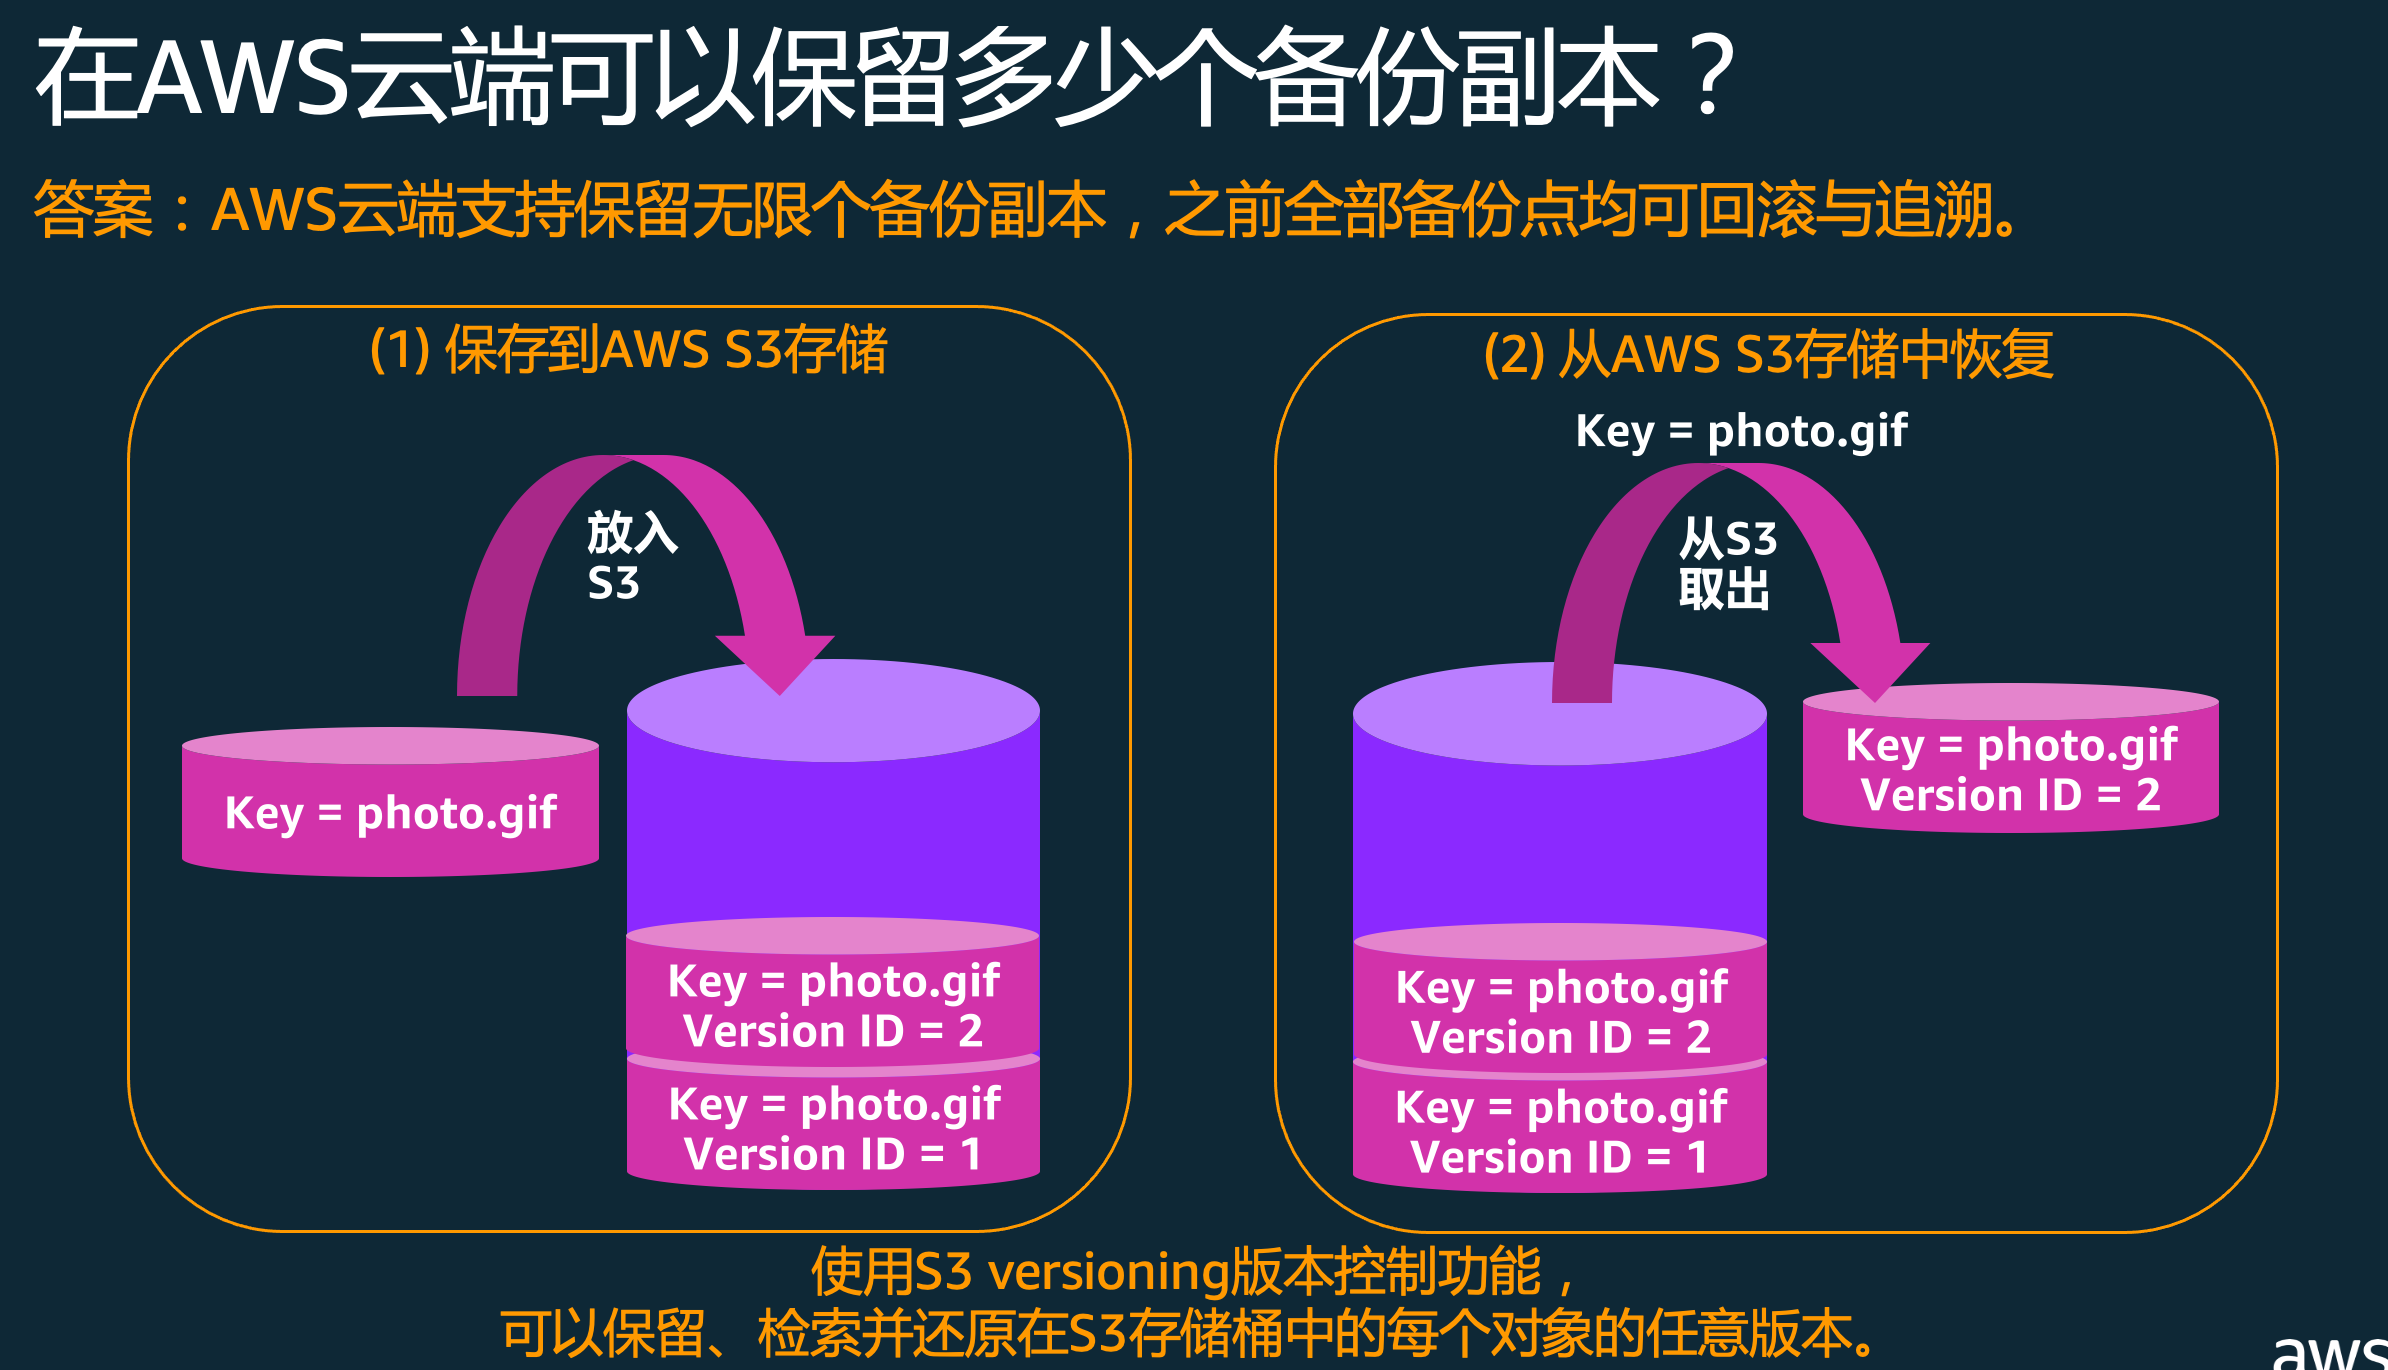 在AWS云端可以保留多少个备份副本？
答案：AWS云端支持保留无限个备份副本，之前全部备份点均可回滚与追溯。
(1) 保存到AWS S3存储
放入
S3
Key = photo.gif
Key = photo.gif
Version ID = 2
Key = photo.gif
Version ID = 1
(2) 从AWS S3存储中恢复
Key = photo.gif
从S3
取出
Key = photo.gif
Version ID = 2
Key = photo.gif
Version ID = 2
Key = photo.gif
Version ID = 1
使用S3 versioning版本控制功能，
可以保留、检索并还原在S3存储桶中的每个对象的任意版本。
aws